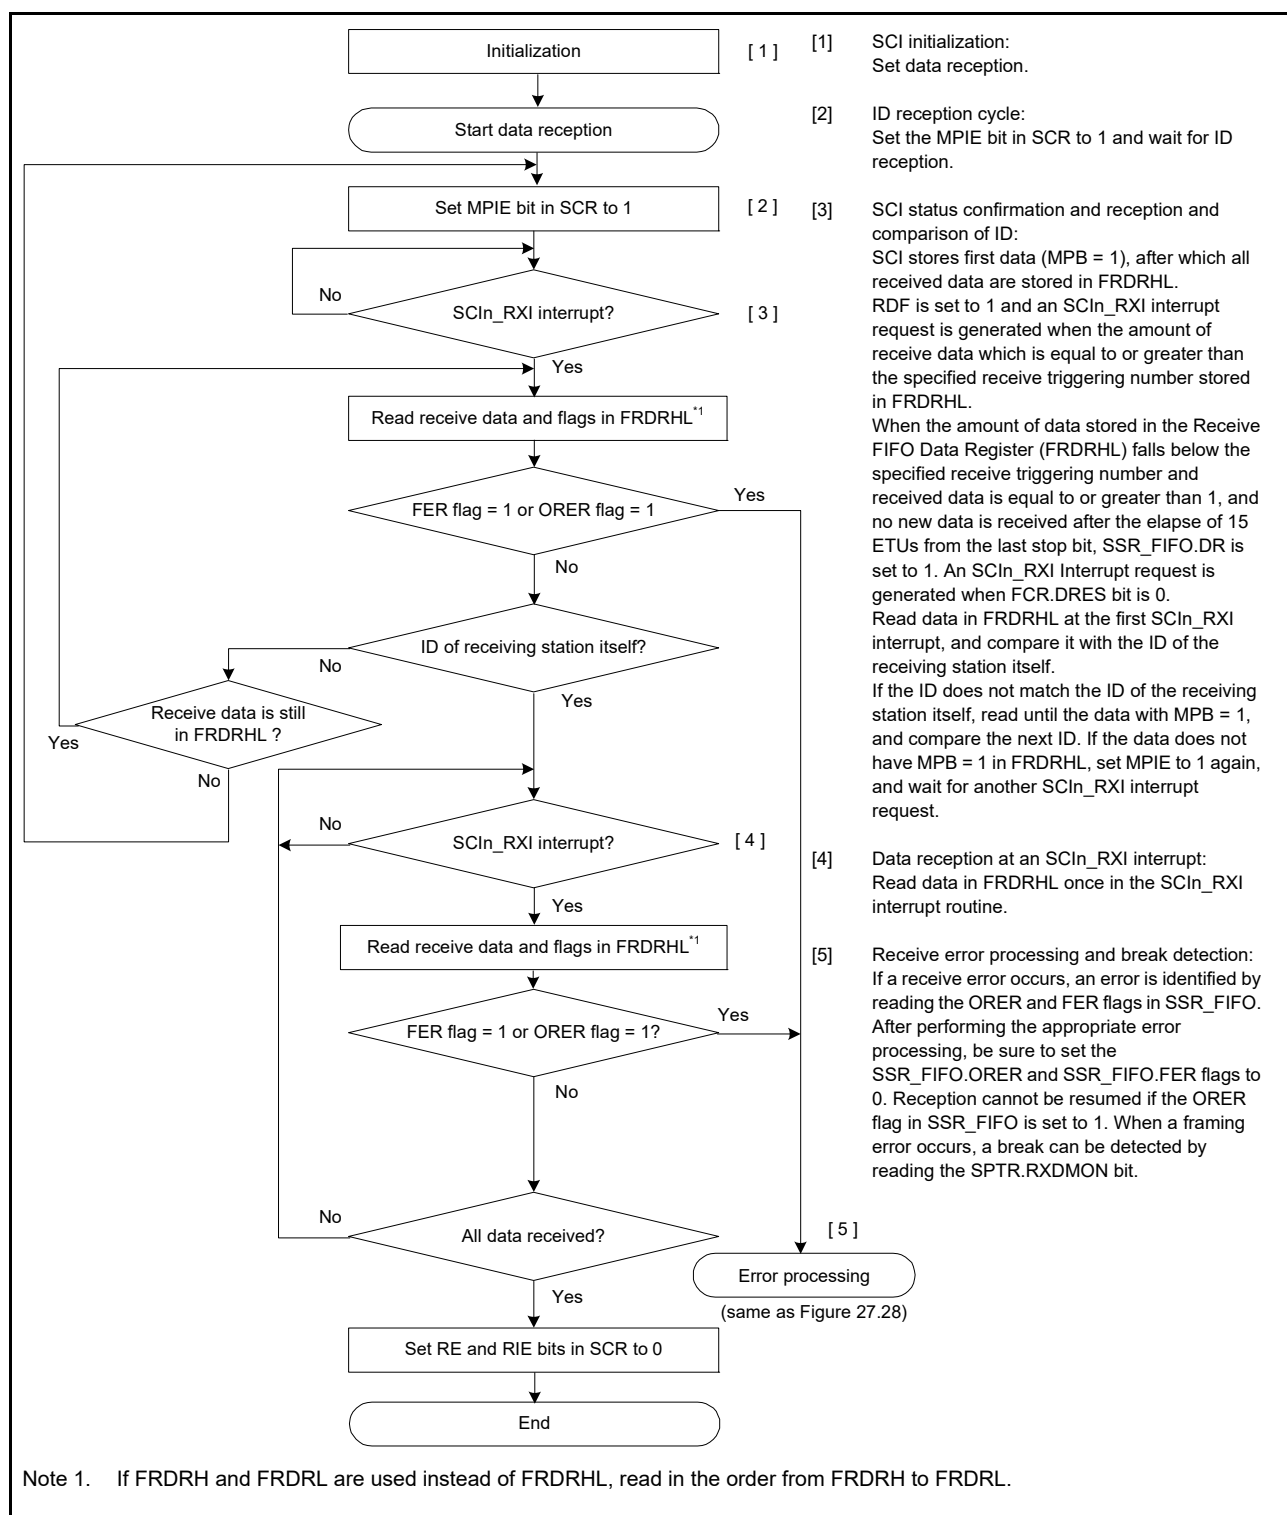 Initialization
[ 1 ]
Start data reception
Set MPIE bit in SCR to 1
[ 2 ]
No
SCIn_RXI interrupt?
[ 3 ]
Yes
Read receive data and flags in FRDRHL*1
FER flag = 1 or ORER flag = 1
Yes
No
ID of receiving station itself?
No
Yes
Receive data is still
in FRDRHL ?
Yes
No
No
SCIn_RXI interrupt?
[ 4 ]
Yes
Read receive data and flags in FRDRHL*1
FER flag = 1 or ORER flag = 1?
Yes
No
No
All data received?
Yes
[ 5 ]
Error processing
(same as Figure 27.28)
Set RE and RIE bits in SCR to 0
End
[1] SCI initialization:
Set data reception.
[2] ID reception cycle:
Set the MPIE bit in SCR to 1 and wait for ID
reception.
[3] SCI status confirmation and reception and
comparison of ID:
SCI stores first data (MPB = 1), after which all
received data are stored in FRDRHL.
RDF is set to 1 and an SCIn_RXI interrupt
request is generated when the amount of
receive data which is equal to or greater than
the specified receive triggering number stored
in FRDRHL.
When the amount of data stored in the Receive
FIFO Data Register (FRDRHL) falls below the
specified receive triggering number and
received data is equal to or greater than 1, and
no new data is received after the elapse of 15
ETUs from the last stop bit, SSR_FIFO.DR is
set to 1. An SCIn_RXI Interrupt request is
generated when FCR.DRES bit is 0.
Read data in FRDRHL at the first SCIn_RXI
interrupt, and compare it with the ID of the
receiving station itself.
If the ID does not match the ID of the receiving
station itself, read until the data with MPB = 1,
and compare the next ID. If the data does not
have MPB = 1 in FRDRHL, set MPIE to 1 again,
and wait for another SCIn_RXI interrupt
request.
[4] Data reception at an SCIn_RXI interrupt:
Read data in FRDRHL once in the SCIn_RXI
interrupt routine.
[5] Receive error processing and break detection:
If a receive error occurs, an error is identified by
reading the ORER and FER flags in SSR_FIFO.
After performing the appropriate error
processing, be sure to set the
SSR_FIFO.ORER and SSR_FIFO.FER flags to
0. Reception cannot be resumed if the ORER
flag in SSR_FIFO is set to 1. When a framing
error occurs, a break can be detected by
reading the SPTR.RXDMON bit.
Note 1. If FRDRH and FRDRL are used instead of FRDRHL, read in the order from FRDRH to FRDRL.